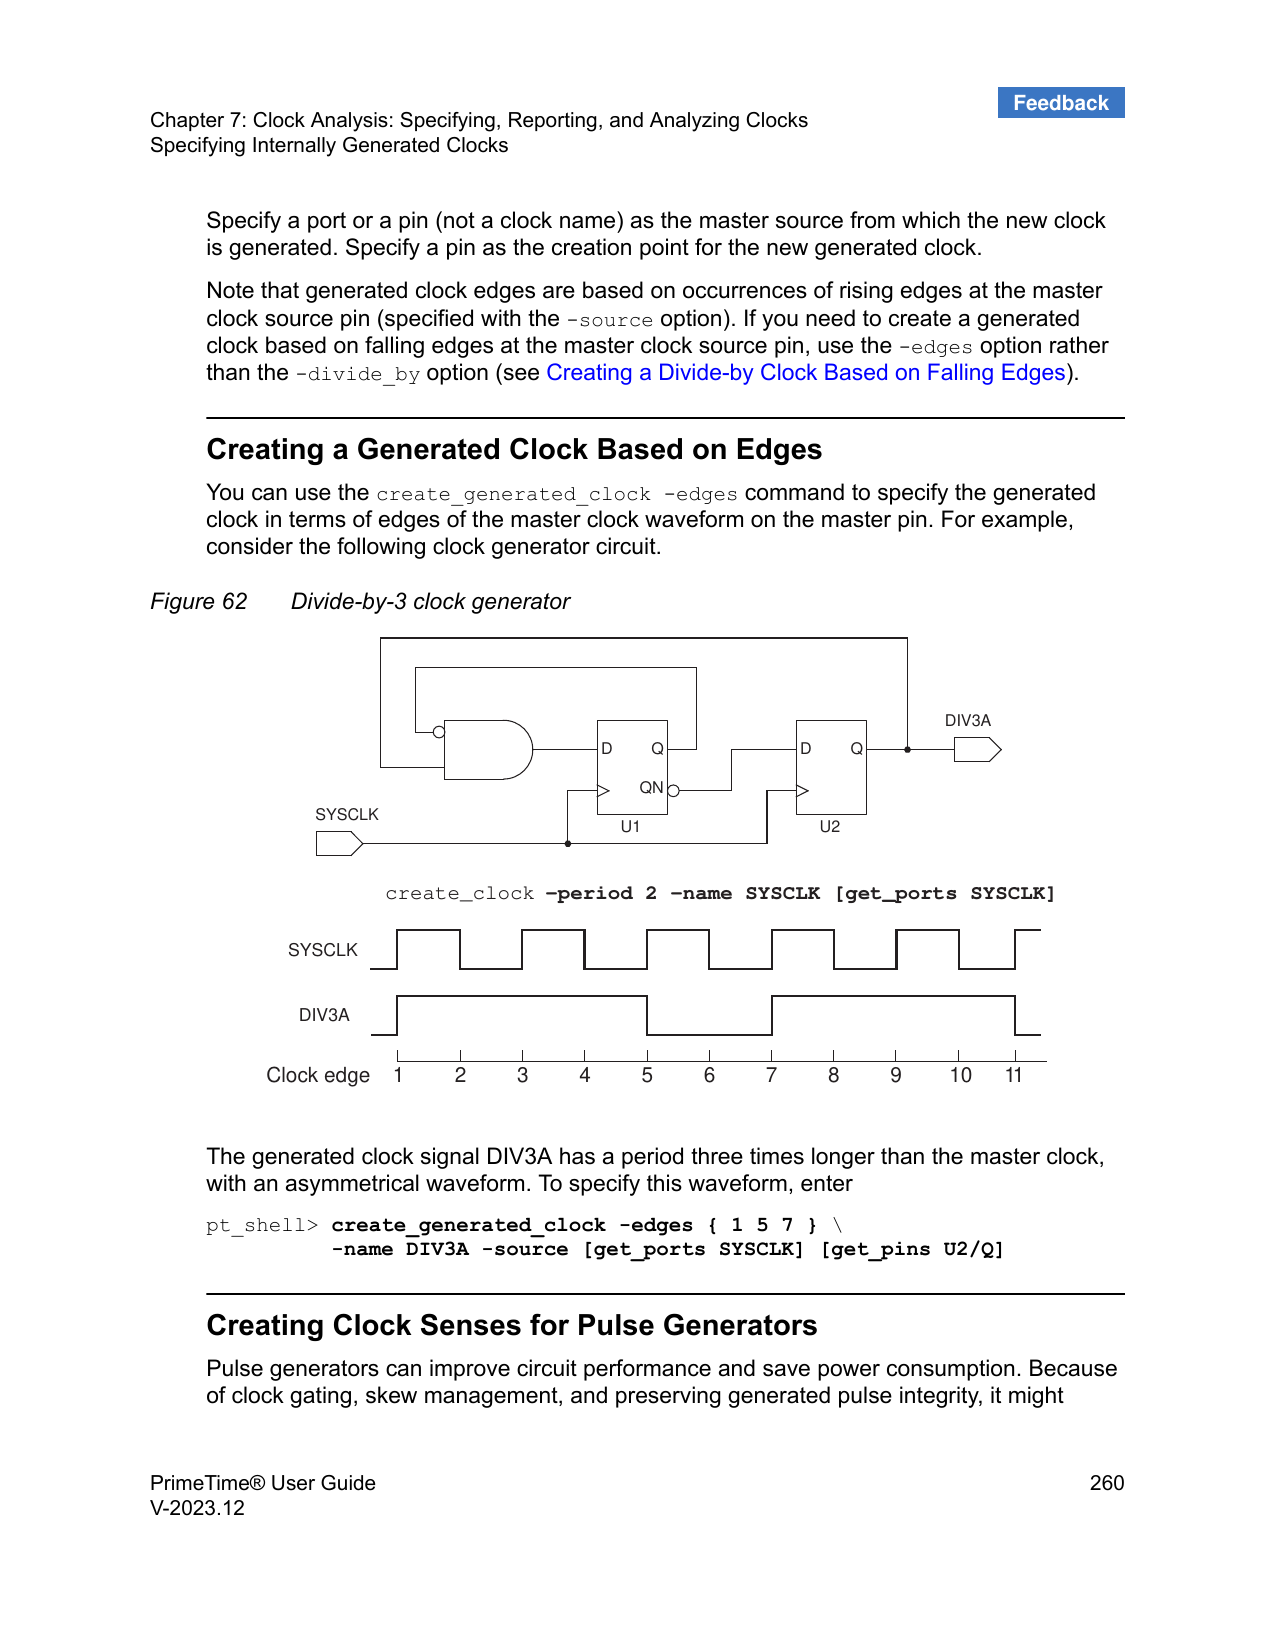 Feedback
Chapter 7: Clock Analysis: Specifying, Reporting, and Analyzing Clocks
Specifying Internally Generated Clocks
Specify a port or a pin (not a clock name) as the master source from which the new clock
is generated. Specify a pin as the creation point for the new generated clock.
Note that generated clock edges are based on occurrences of rising edges at the master
clock source pin (specified with the -source option). If you need to create a generated
clock based on falling edges at the master clock source pin, use the -edges option rather
than the -divide_by option (see Creating a Divide-by Clock Based on Falling Edges).
Creating a Generated Clock Based on Edges
You can use the create_generated_clock -edges command to specify the generated
clock in terms of edges of the master clock waveform on the master pin. For example,
consider the following clock generator circuit.
Figure 62 Divide-by-3 clock generator
DIV3A
D Q D Q
QN
SYSCLK
U1 U2
create_clock –period 2 –name SYSCLK [get_ports SYSCLK]
SYSCLK
DIV3A
Clock edge 1 2 3 4 5 6 7 8 9 10 11
The generated clock signal DIV3A has a period three times longer than the master clock,
with an asymmetrical waveform. To specify this waveform, enter
pt_shell> create_generated_clock -edges { 1 5 7 } \
-name DIV3A -source [get_ports SYSCLK] [get_pins U2/Q]
Creating Clock Senses for Pulse Generators
Pulse generators can improve circuit performance and save power consumption. Because
of clock gating, skew management, and preserving generated pulse integrity, it might
PrimeTime® User Guide 260
V-2023.12